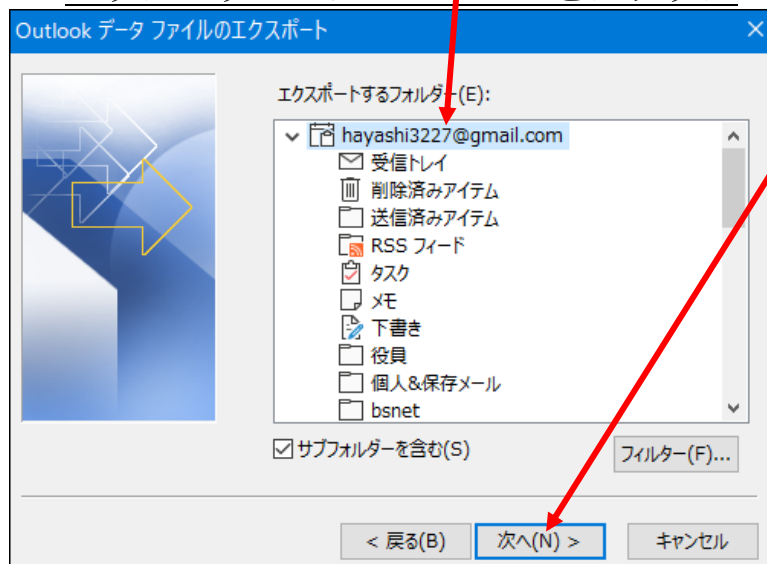 Outlook データ ファイルのエクスポート
エクスポートするフォルダー(E):
hayashi3227@gmail.com
受信トレイ
削除済みアイテム
送信済みアイテム
RSS フィード
タスク
メモ
下書き
役員
個人&保存メール
bsnet
サブフォルダーを含む(S)
フィルター(F)...
< 戻る(B)
次へ(N) >
キャンセル